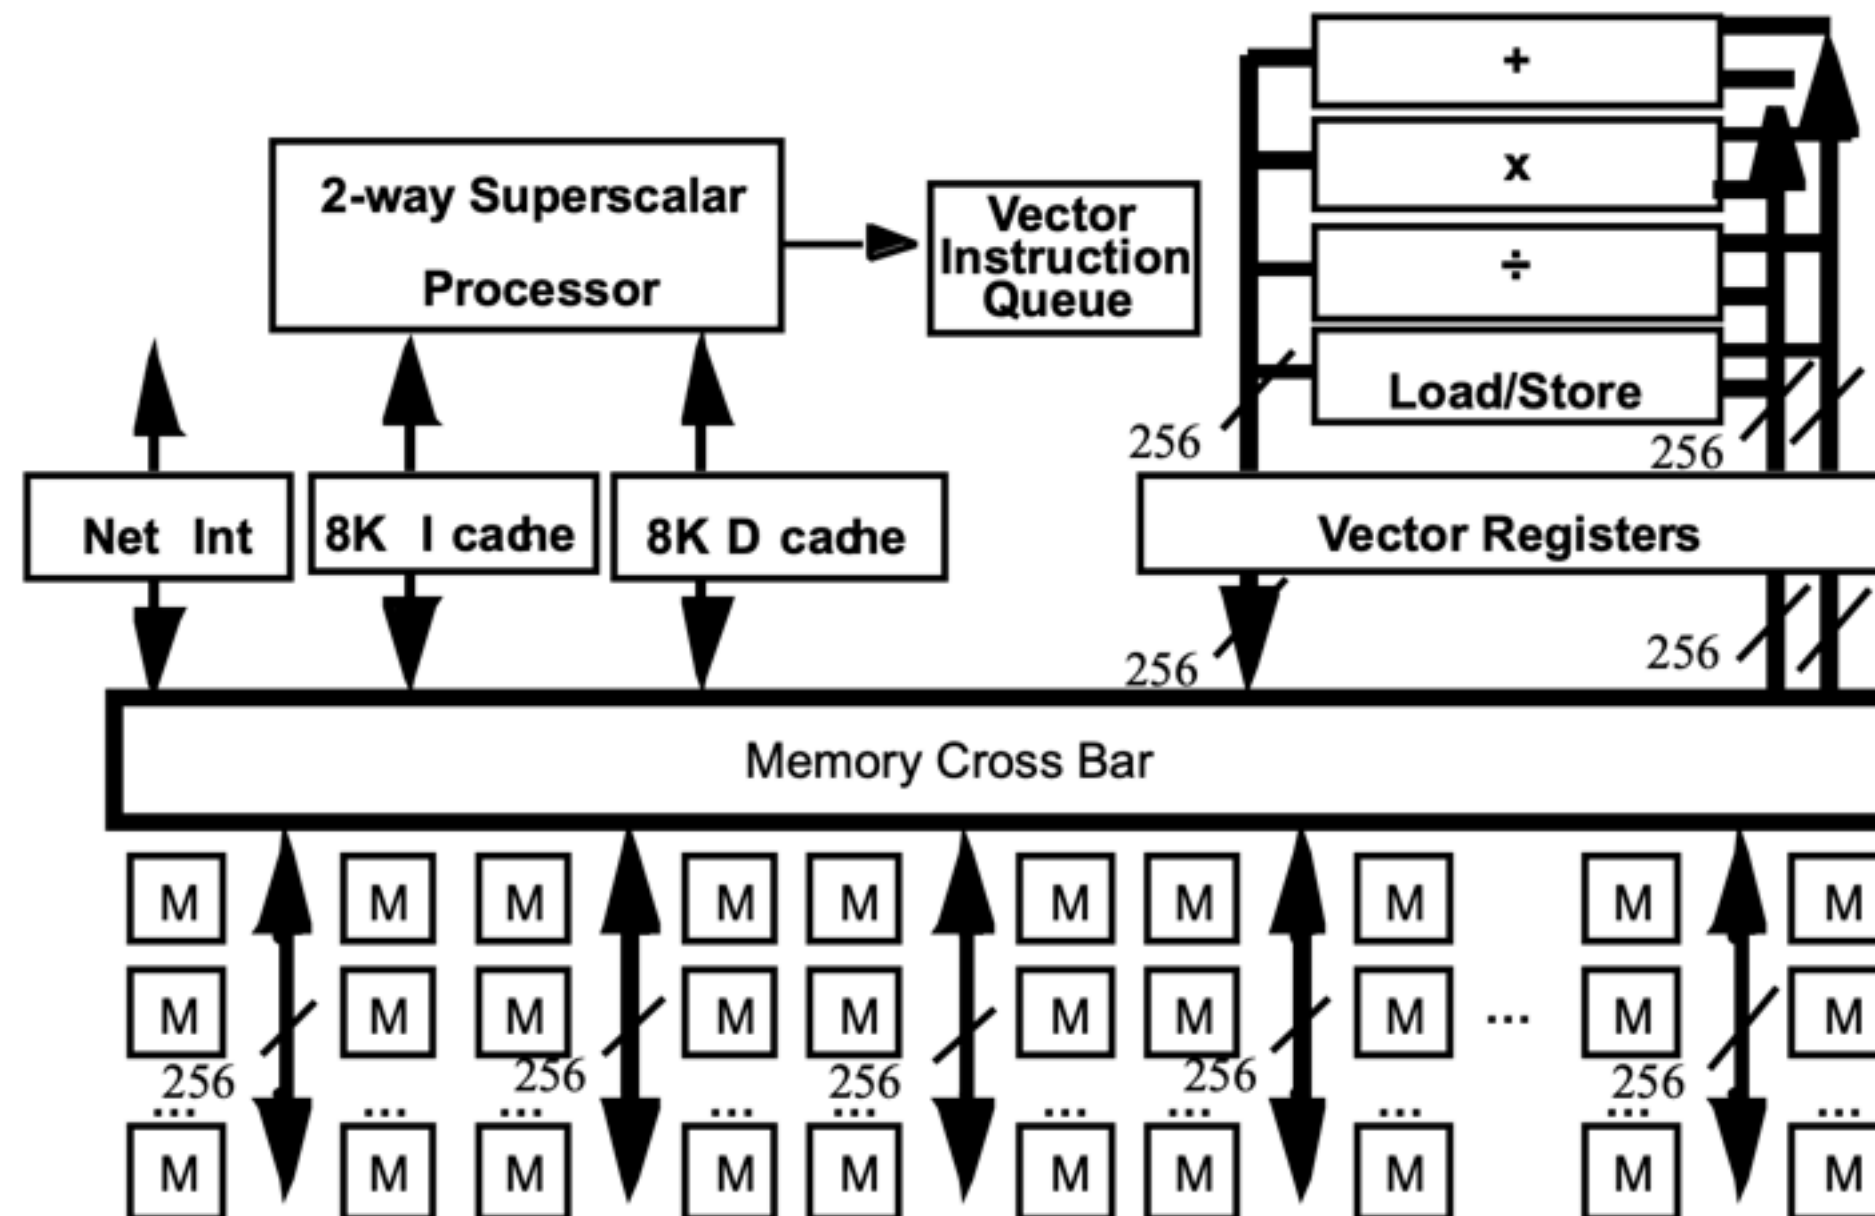 +
x
÷
Load/Store
2-way Superscalar
Processor
Vector
Instruction
Queue
256
256
Net Int
8K I cache
8K D cache
Vector Registers
256
256
Memory Cross Bar
M M M M M M M M M M
M M M M M M M M ... M M
256 256 256 256 256
... ... ... ... ... ... ... ... ... ...
M M M M M M M M M M